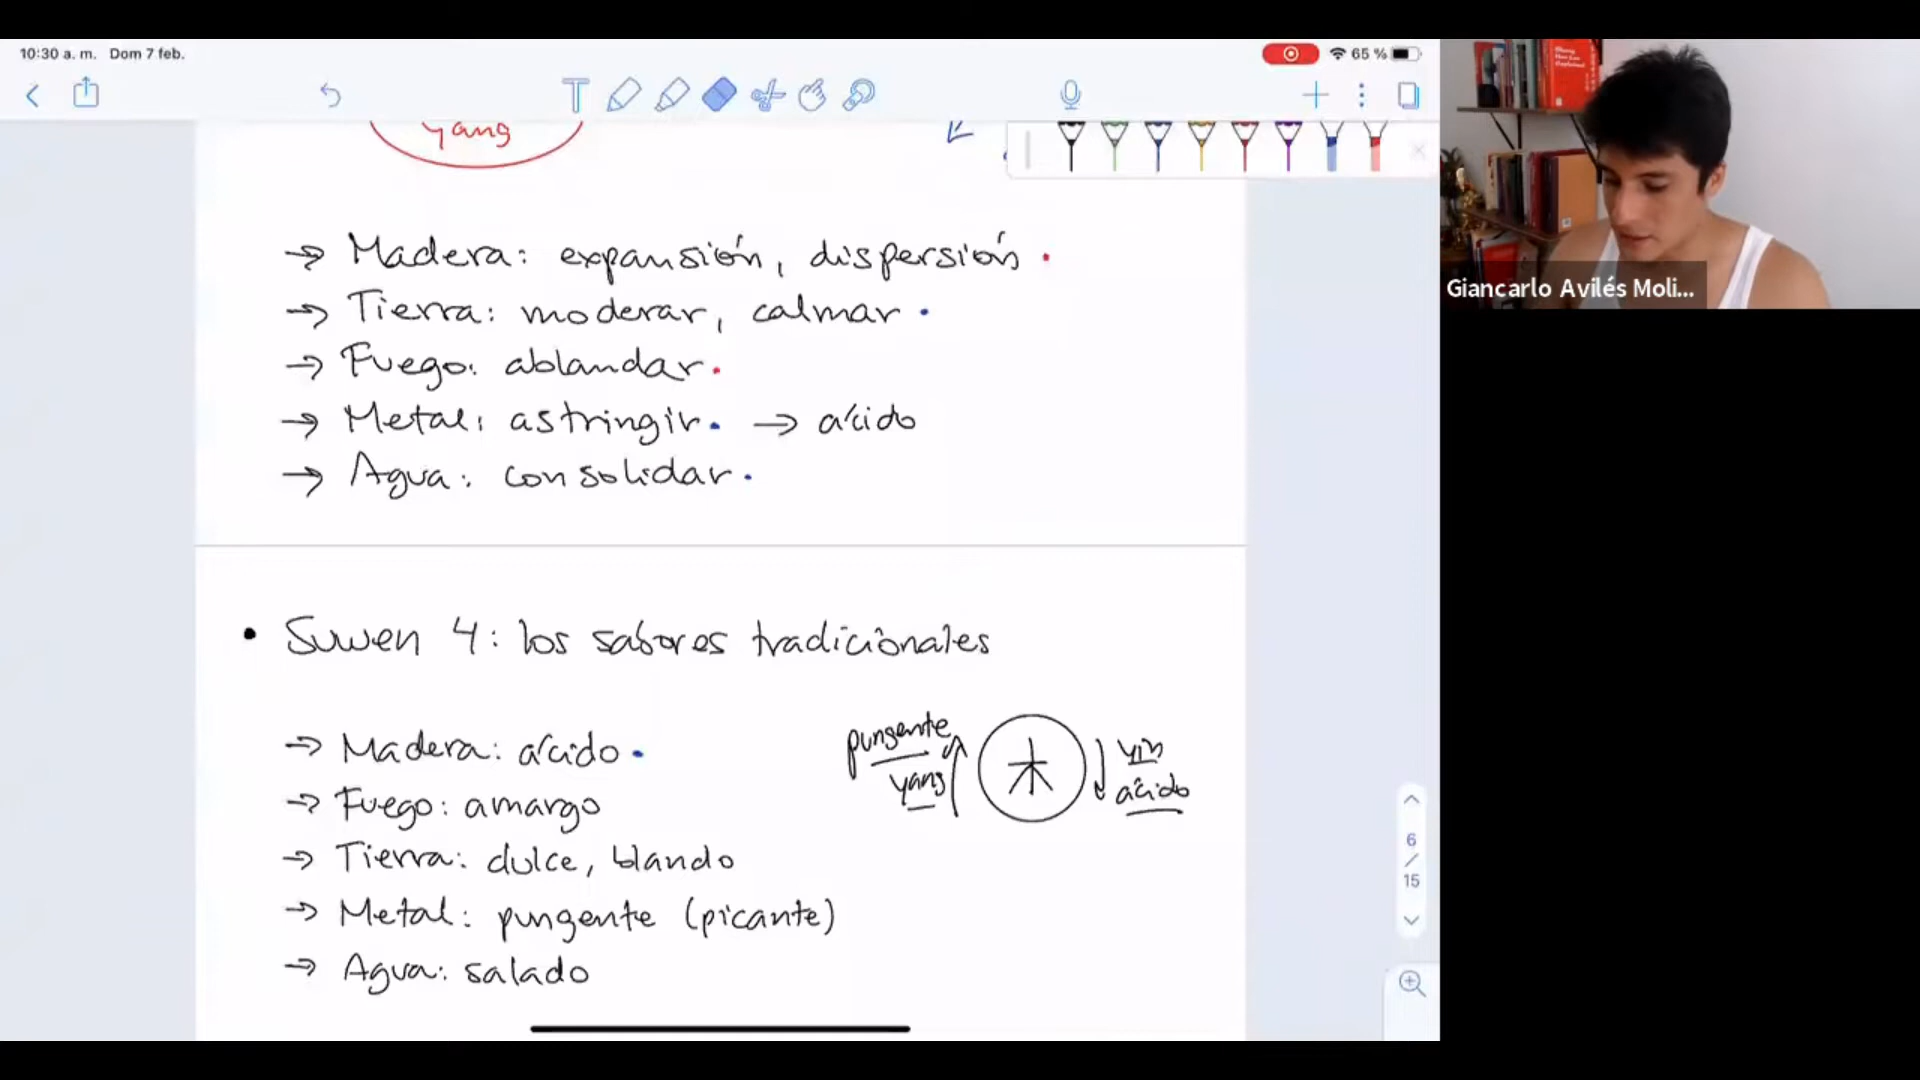 10:30 a. m. Dom 7 feb.
65 %
T
yang
→ Madera: expansión, dispersión.
→ Tierra: moderar, calmar.
→ Fuego: ablandar.
→ Metal: astringir. → ácido
→ Agua: consolidar.
• Suwen 4: los sabores tradicionales
→ Madera: ácido.
→ Fuego: amargo
→ Tierra: dulce, blando
→ Metal: pungente (picante)
→ Agua: salado
pungente
yang
木
yin
ácido
6
/
15
Giancarlo Avilés Moli...